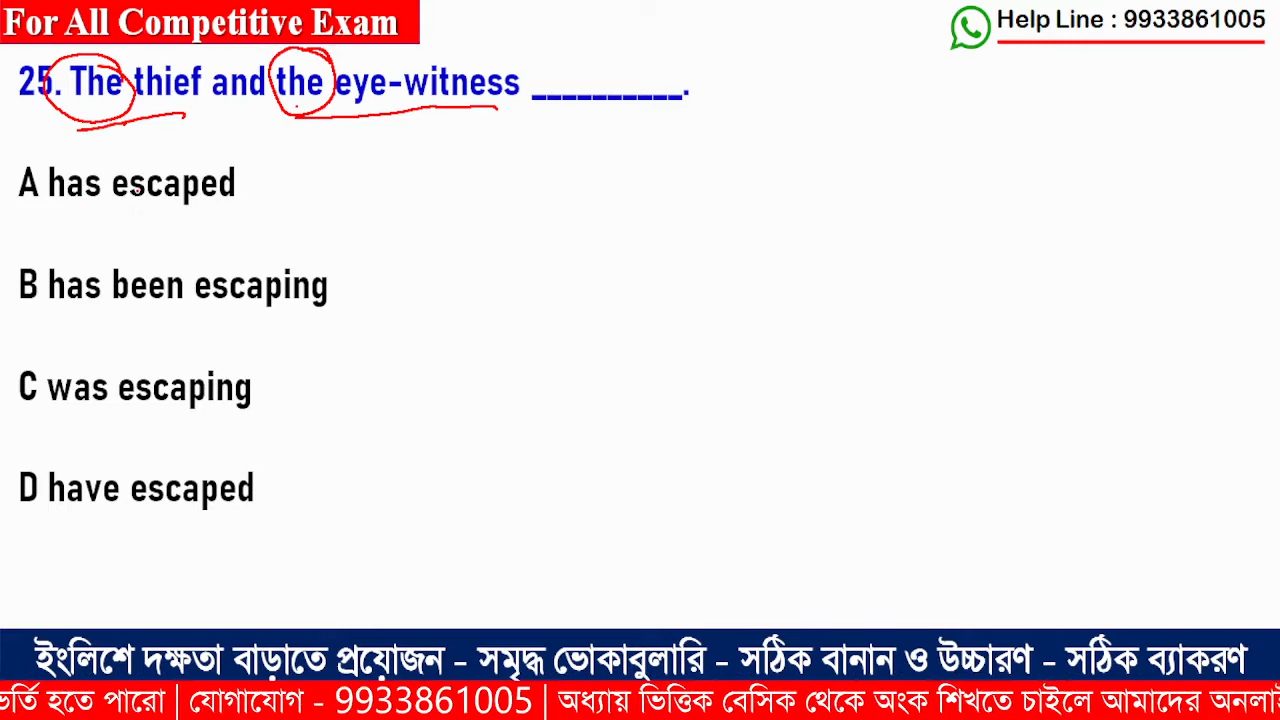 For All Competitive Exam
Help Line : 9933861005
25. The thief and the eye-witness __________.
A has escaped
B has been escaping
C was escaping
D have escaped
ইংলিশে দক্ষতা বাড়াতে প্রয়োজন - সমৃদ্ধ ভোকাবুলারি - সঠিক বানান ও উচ্চারণ - সঠিক ব্যাকরণ
ভর্তি হতে পারো | যোগাযোগ - 9933861005 | অধ্যায় ভিত্তিক বেসিক থেকে অংক শিখতে চাইলে আমাদের অনলা